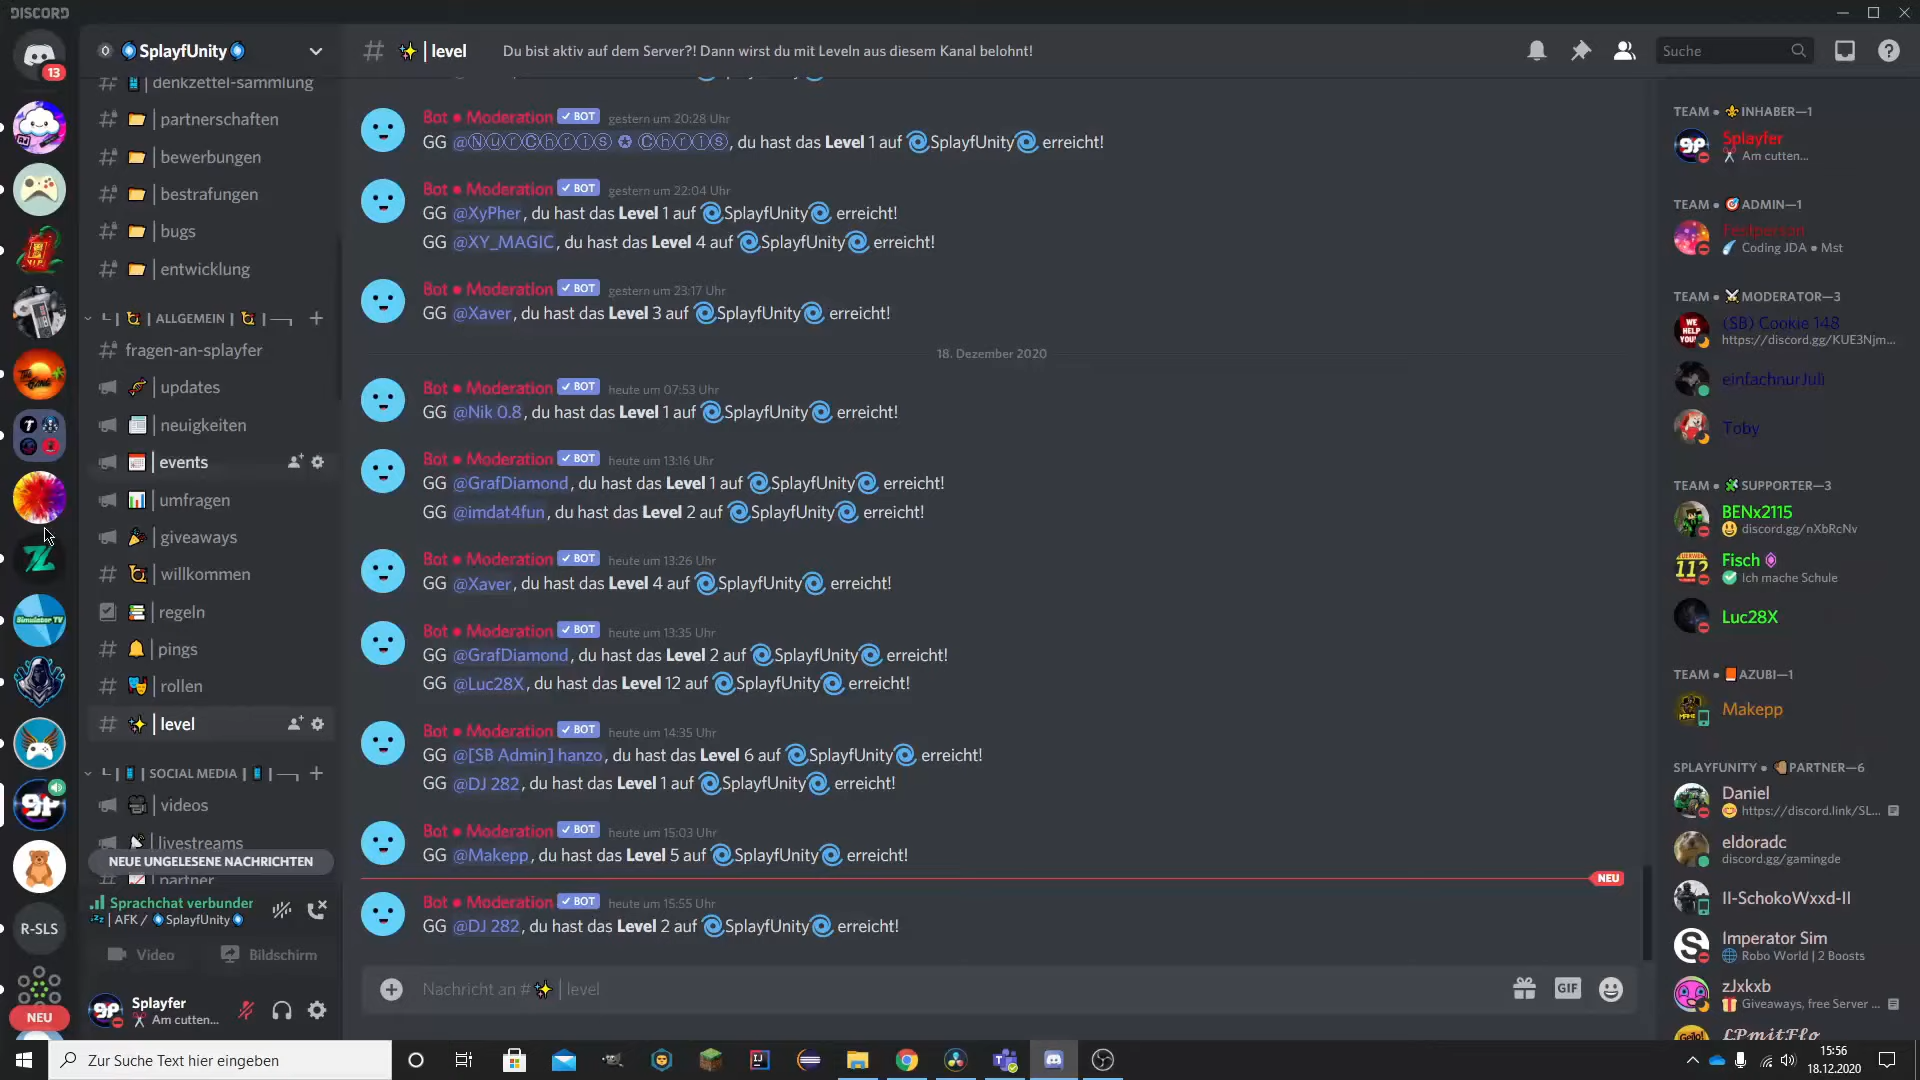 DISCORD
13
SplayfUnity
denkzettel-sammlung
partnerschaften
bewerbungen
bestrafungen
bugs
entwicklung
ALLGEMEIN
fragen-an-splayfer
updates
neuigkeiten
events
umfragen
giveaways
willkommen
regeln
pings
rollen
level
SOCIAL MEDIA
videos
livestreams
NEUE UNGELESENE NACHRICHTEN
partner
Sprachchat verbunden
AFK / SplayfUnity
Video Bildschirm
Splayfer
Am cutten...
Simulator TV
R-SLS
NEU
# | level Du bist aktiv auf dem Server?! Dann wirst du mit Leveln aus diesem Kanal belohnt!
Suche
Bot • Moderation ✓ BOT gestern um 20:28 Uhr
GG @ⓃⓤⓡⒸⓗⓡⓘⓢ ✪ Ⓒⓗⓡⓘⓢ, du hast das Level 1 auf SplayfUnity erreicht!
Bot • Moderation ✓ BOT gestern um 22:04 Uhr
GG @XyPher, du hast das Level 1 auf SplayfUnity erreicht!
GG @XY_MAGIC, du hast das Level 4 auf SplayfUnity erreicht!
Bot • Moderation ✓ BOT gestern um 23:17 Uhr
GG @Xaver, du hast das Level 3 auf SplayfUnity erreicht!
18. Dezember 2020
Bot • Moderation ✓ BOT heute um 07:53 Uhr
GG @Nik 0.8, du hast das Level 1 auf SplayfUnity erreicht!
Bot • Moderation ✓ BOT heute um 13:16 Uhr
GG @GrafDiamond, du hast das Level 1 auf SplayfUnity erreicht!
GG @imdat4fun, du hast das Level 2 auf SplayfUnity erreicht!
Bot • Moderation ✓ BOT heute um 13:26 Uhr
GG @Xaver, du hast das Level 4 auf SplayfUnity erreicht!
Bot • Moderation ✓ BOT heute um 13:35 Uhr
GG @GrafDiamond, du hast das Level 2 auf SplayfUnity erreicht!
GG @Luc28X, du hast das Level 12 auf SplayfUnity erreicht!
Bot • Moderation ✓ BOT heute um 14:35 Uhr
GG @[SB Admin] hanzo, du hast das Level 6 auf SplayfUnity erreicht!
GG @DJ 282, du hast das Level 1 auf SplayfUnity erreicht!
Bot • Moderation ✓ BOT heute um 15:03 Uhr
GG @Makepp, du hast das Level 5 auf SplayfUnity erreicht!
NEU
Bot • Moderation ✓ BOT heute um 15:55 Uhr
GG @DJ 282, du hast das Level 2 auf SplayfUnity erreicht!
Nachricht an #✨ | level
GIF
TEAM • INHABER—1
Splayfer
Am cutten...
TEAM • ADMIN—1
Festperson
Coding JDA • Mst
TEAM • MODERATOR—3
(SB) Cookie 148
https://discord.gg/KUE3Njm...
einfachnurJuli
Toby
TEAM • SUPPORTER—3
BENx2115
discord.gg/nXbRcNv
Fisch
Ich mache Schule
Luc28X
TEAM • AZUBI—1
Makepp
SPLAYFUNITY • PARTNER—6
Daniel
https://discord.link/SL...
eldoradc
discord.gg/gamingde
II-SchokoWxxd-II
Imperator Sim
Robo World | 2 Boosts
zJxkxb
Giveaways, free Server ...
𝓛𝓟𝓶𝓲𝓽𝓕𝓵𝓸
Zur Suche Text hier eingeben
15:56
18.12.2020